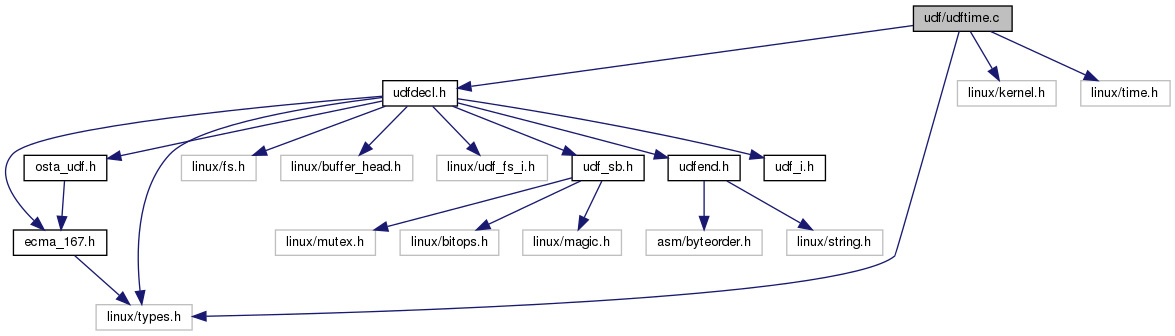 udf/udftime.c
udfdecl.h
linux/kernel.h
linux/time.h
osta_udf.h
linux/fs.h
linux/buffer_head.h
linux/udf_fs_i.h
udf_sb.h
udfend.h
udf_i.h
ecma_167.h
linux/mutex.h
linux/bitops.h
linux/magic.h
asm/byteorder.h
linux/string.h
linux/types.h